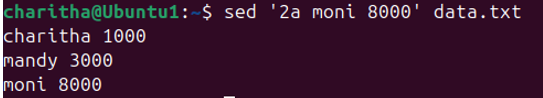 charitha@Ubuntu1:~$ sed '2a moni 8000' data.txt
charitha 1000
mandy 3000
moni 8000